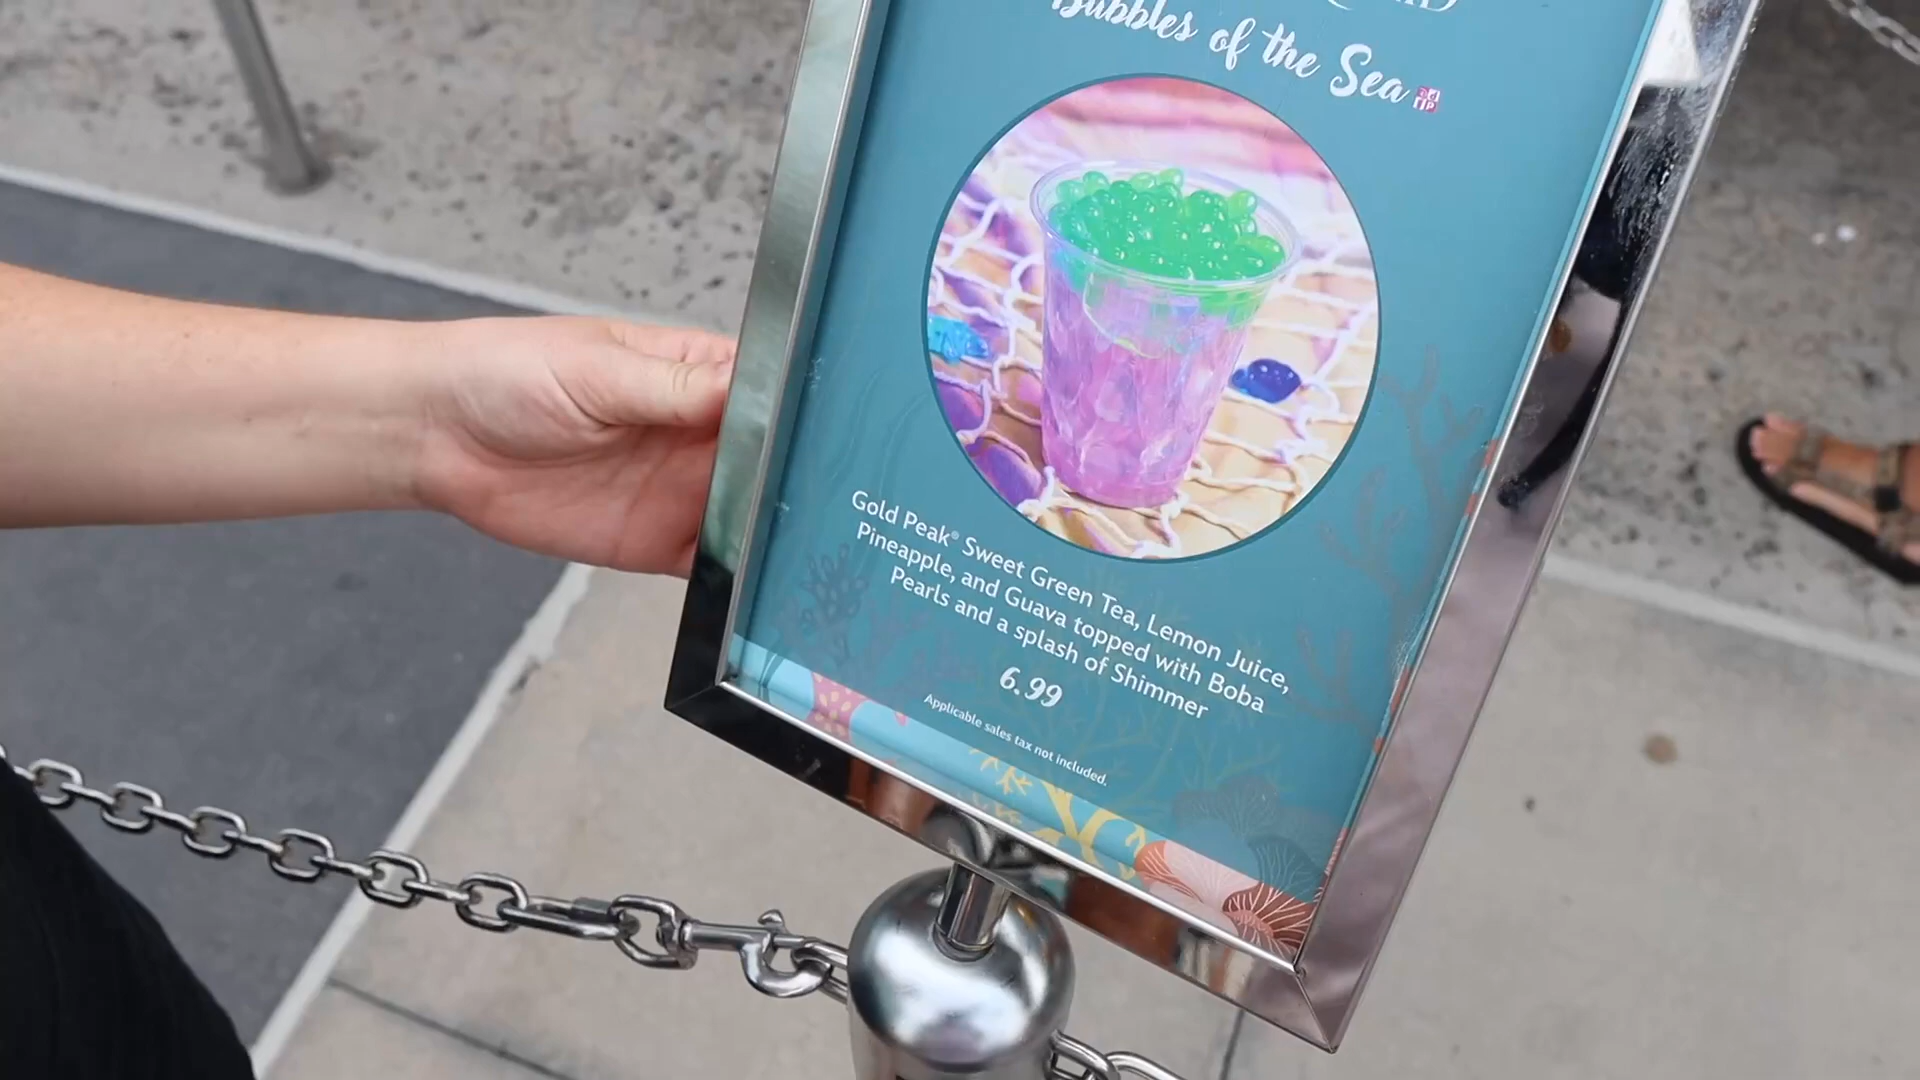 Bubbles of the Sea
Gold Peak® Sweet Green Tea, Lemon Juice,
Pineapple, and Guava topped with Boba
Pearls and a splash of Shimmer
6.99
Applicable sales tax not included.